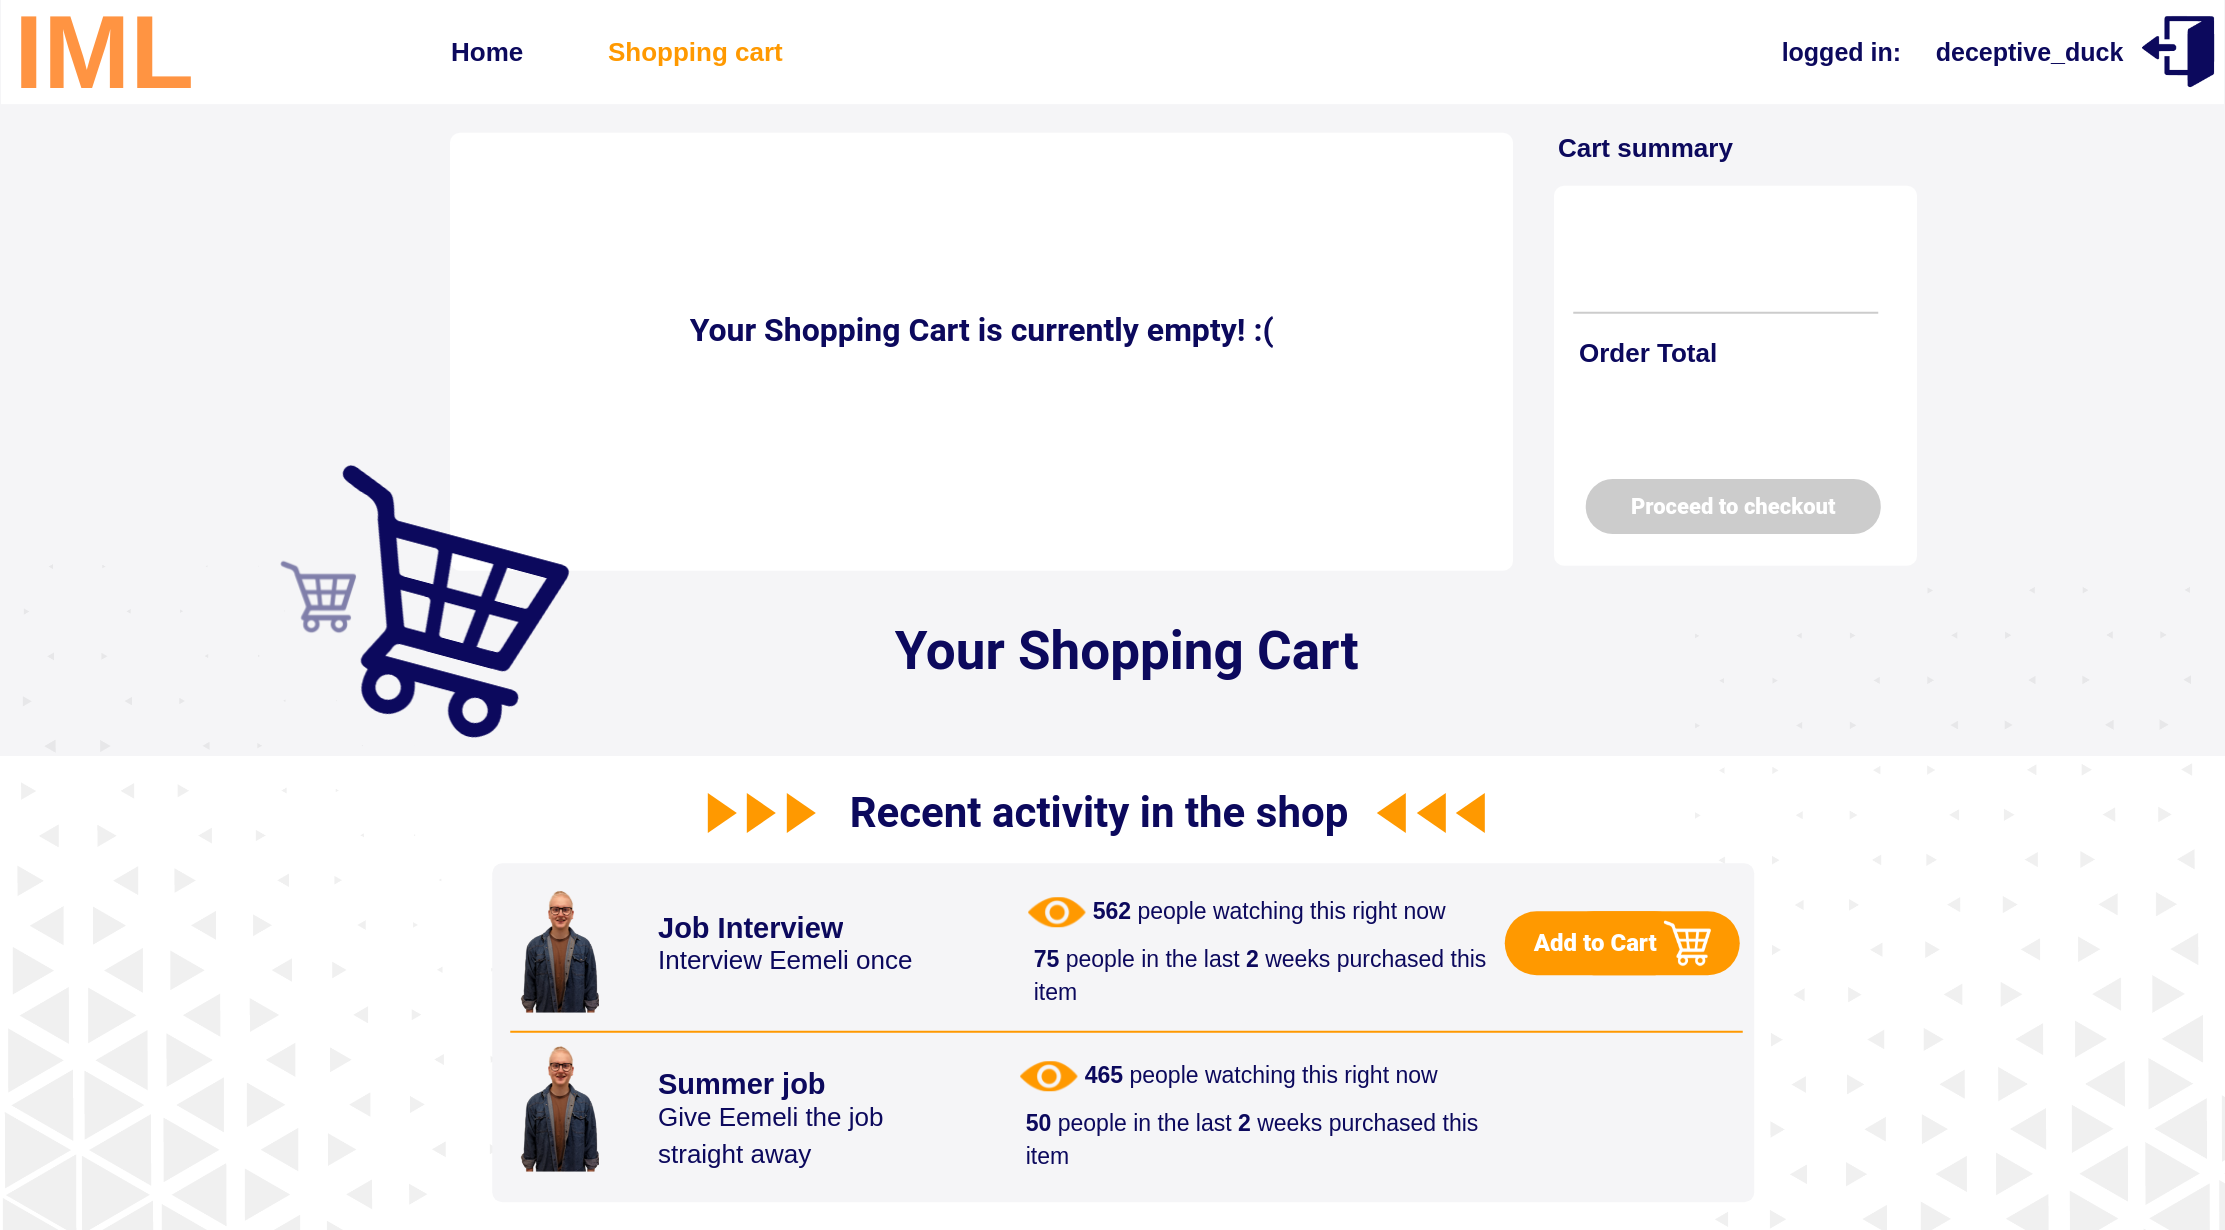 IML
Home
Shopping cart
logged in:
deceptive_duck
Cart summary
Your Shopping Cart is currently empty! :(
Order Total
Proceed to checkout
Your Shopping Cart
Recent activity in the shop
Job Interview
Interview Eemeli once
562 people watching this right now
75 people in the last 2 weeks purchased this
item
Add to Cart
Summer job
Give Eemeli the job
straight away
465 people watching this right now
50 people in the last 2 weeks purchased this
item